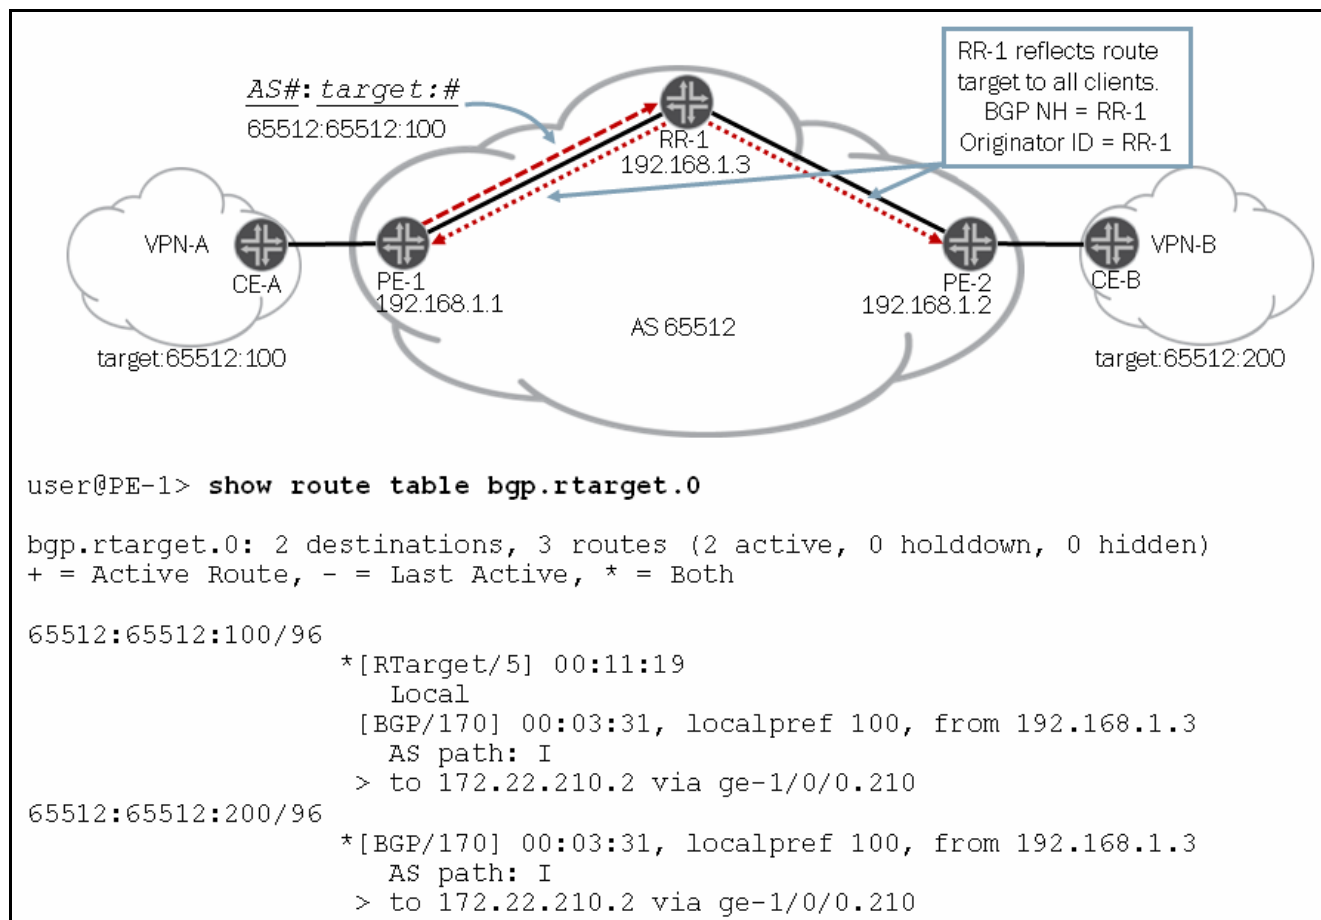 RR-1 reflects route
target to all clients.
BGP NH = RR-1
Originator ID = RR-1
AS#:target:#
65512:65512:100
RR-1
192.168.1.3
VPN-A
CE-A
PE-1
192.168.1.1
AS 65512
PE-2
192.168.1.2
CE-B
VPN-B
target:65512:100
target:65512:200
user@PE-1> show route table bgp.rtarget.0
bgp.rtarget.0: 2 destinations, 3 routes (2 active, 0 holddown, 0 hidden)
+ = Active Route, - = Last Active, * = Both
65512:65512:100/96
*[RTarget/5] 00:11:19
Local
[BGP/170] 00:03:31, localpref 100, from 192.168.1.3
AS path: I
> to 172.22.210.2 via ge-1/0/0.210
65512:65512:200/96
*[BGP/170] 00:03:31, localpref 100, from 192.168.1.3
AS path: I
> to 172.22.210.2 via ge-1/0/0.210